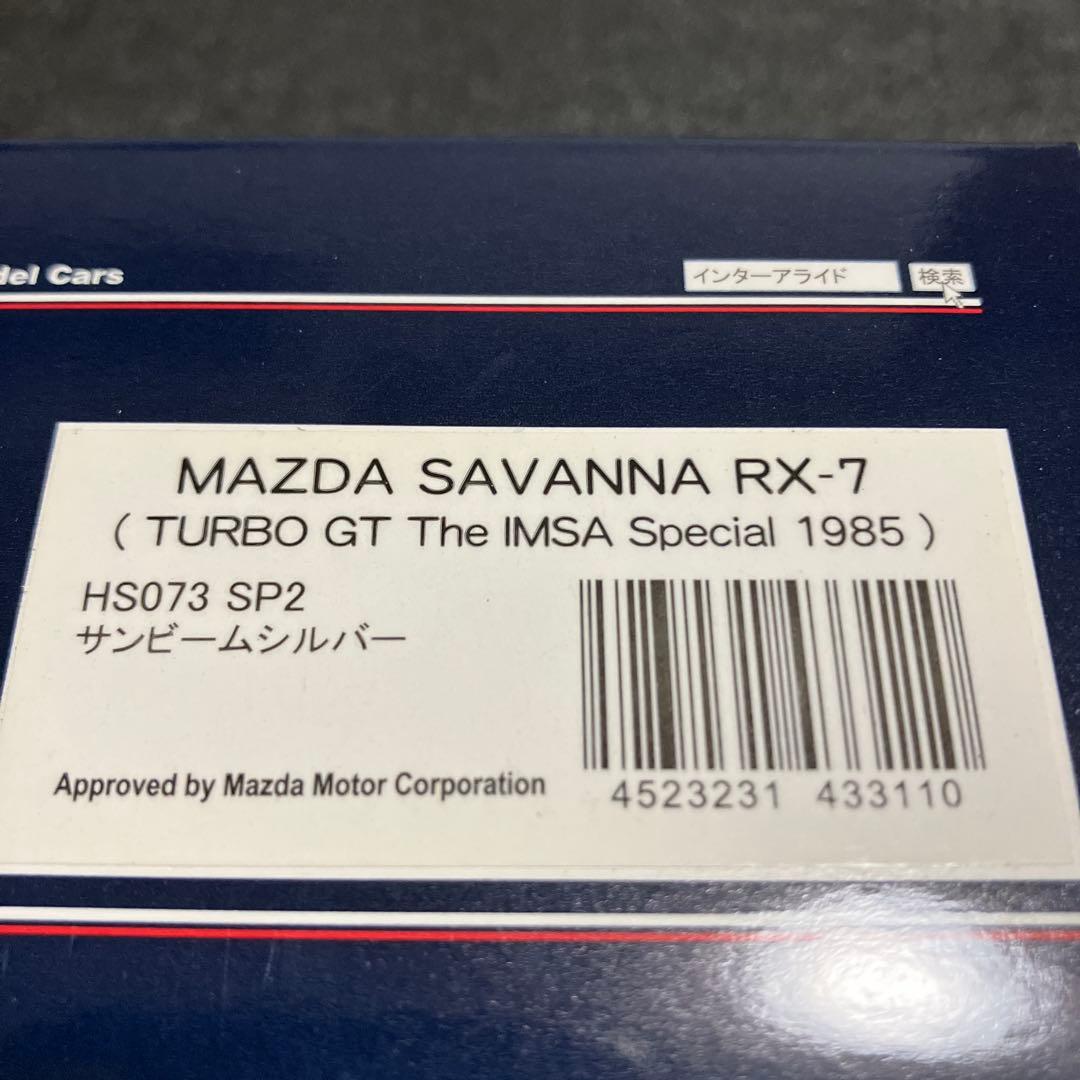 Cars
インターアライド 検索
MAZDA SAVANNA RX-7
( TURBO GT The IMSA Special 1985 )
HS073 SP2
サンビームシルバー
Approved by Mazda Motor Corporation
4523231 433110